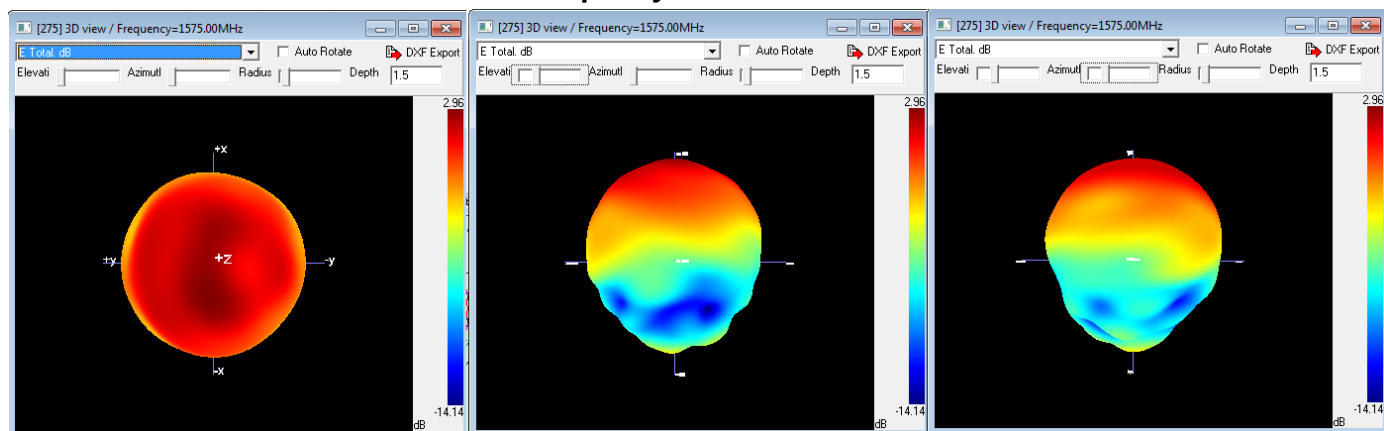 [275] 3D view / Frequency=1575.00MHz
E Total. dB
Auto Rotate
DXF Export
Elevati
Azimutl
Radius
Depth
1.5
2.96
+x
+y
+z
-y
-x
-14.14
dB
[275] 3D view / Frequency=1575.00MHz
E Total. dB
Auto Rotate
DXF Export
Elevati
Azimutl
Radius
Depth
1.5
2.96
-14.14
dB
[275] 3D view / Frequency=1575.00MHz
E Total. dB
Auto Rotate
DXF Export
Elevati
Azimutl
Radius
Depth
1.5
2.96
-14.14
dB